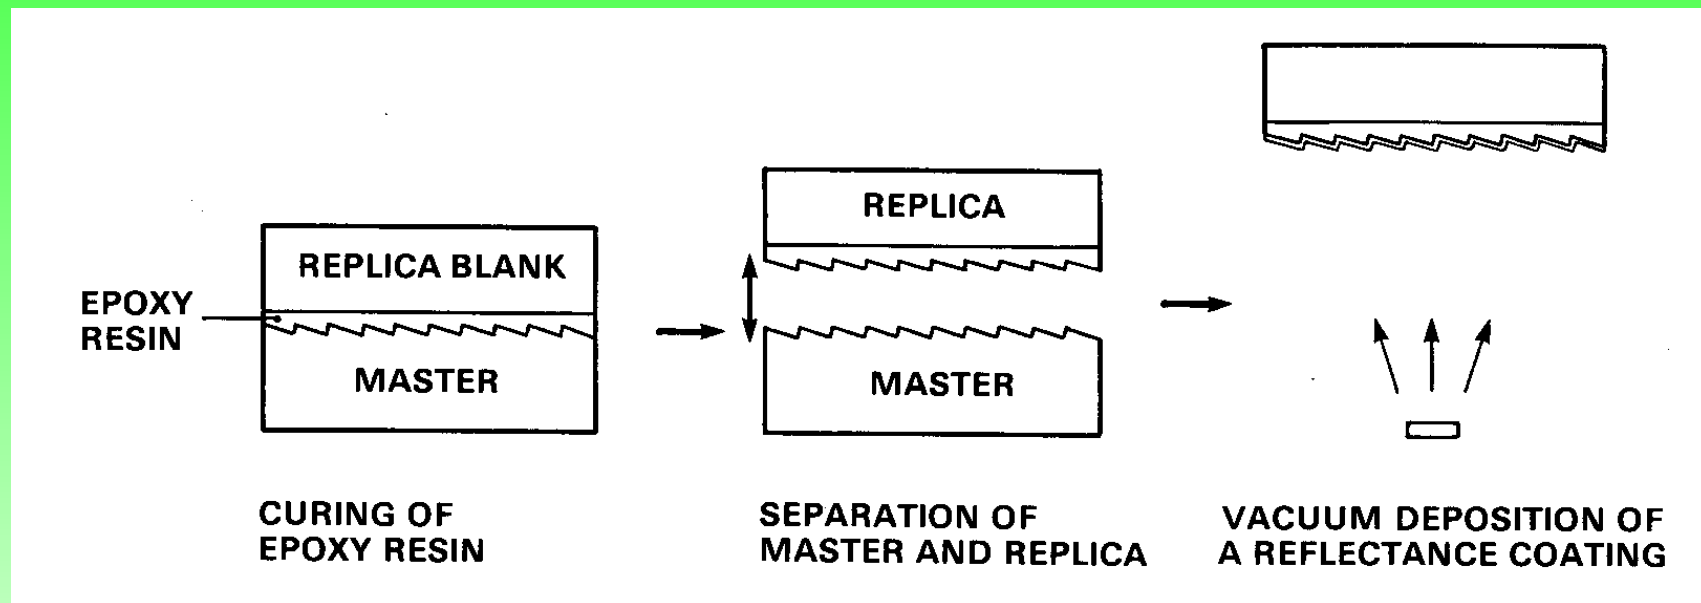 EPOXY
RESIN
REPLICA BLANK
MASTER
CURING OF
EPOXY RESIN
REPLICA
MASTER
SEPARATION OF
MASTER AND REPLICA
VACUUM DEPOSITION OF
A REFLECTANCE COATING